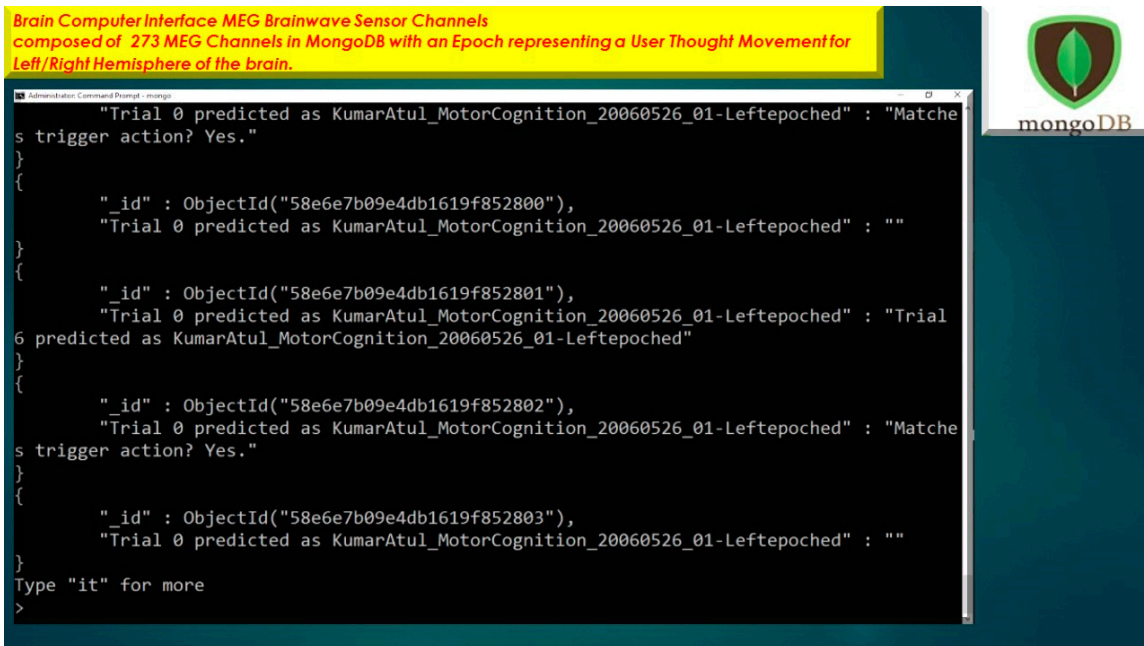 Brain Computer Interface MEG Brainwave Sensor Channels
composed of 273 MEG Channels in MongoDB with an Epoch representing a User Thought Movement for
Left/Right Hemisphere of the brain.
mongoDB
Administrator: Command Prompt - mongo
"Trial 0 predicted as KumarAtul_MotorCognition_20060526_01-Leftepoched" : "Matche
s trigger action? Yes."
}
{
"_id" : ObjectId("58e6e7b09e4db1619f852800"),
"Trial 0 predicted as KumarAtul_MotorCognition_20060526_01-Leftepoched" : ""
}
{
"_id" : ObjectId("58e6e7b09e4db1619f852801"),
"Trial 0 predicted as KumarAtul_MotorCognition_20060526_01-Leftepoched" : "Trial
6 predicted as KumarAtul_MotorCognition_20060526_01-Leftepoched"
}
{
"_id" : ObjectId("58e6e7b09e4db1619f852802"),
"Trial 0 predicted as KumarAtul_MotorCognition_20060526_01-Leftepoched" : "Matche
s trigger action? Yes."
}
{
"_id" : ObjectId("58e6e7b09e4db1619f852803"),
"Trial 0 predicted as KumarAtul_MotorCognition_20060526_01-Leftepoched" : ""
}
Type "it" for more
>